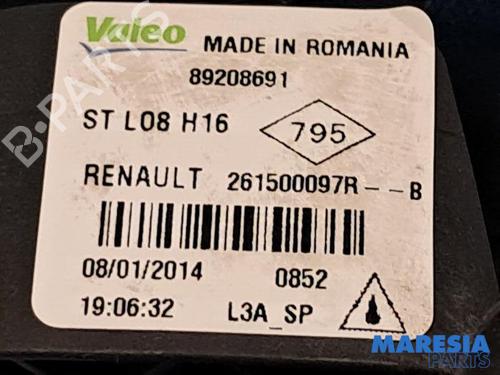 Valeo MADE IN ROMANIA
89208691
ST L08 H16 795
RENAULT 261500097R--B
08/01/2014 0852
19:06:32 L3A_SP
B-PARTS
MARESIA
PARTS